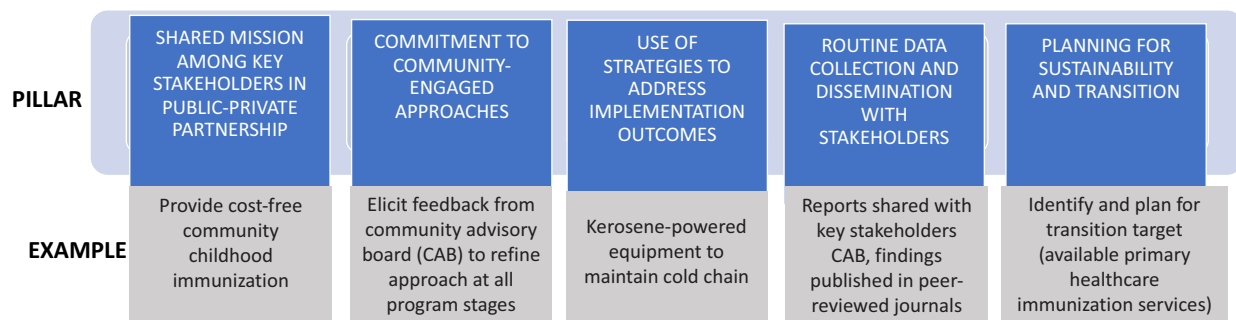 PILLAR
SHARED MISSION
AMONG KEY
STAKEHOLDERS IN
PUBLIC-PRIVATE
PARTNERSHIP
COMMITMENT TO
COMMUNITY-
ENGAGED
APPROACHES
USE OF
STRATEGIES TO
ADDRESS
IMPLEMENTATION
OUTCOMES
ROUTINE DATA
COLLECTION AND
DISSEMINATION
WITH
STAKEHOLDERS
PLANNING FOR
SUSTAINABILITY
AND TRANSITION
EXAMPLE
Provide cost-free
community
childhood
immunization
Elicit feedback from
community advisory
board (CAB) to refine
approach at all
program stages
Kerosene-powered
equipment to
maintain cold chain
Reports shared with
key stakeholders
CAB, findings
published in peer-
reviewed journals
Identify and plan for
transition target
(available primary
healthcare
immunization services)